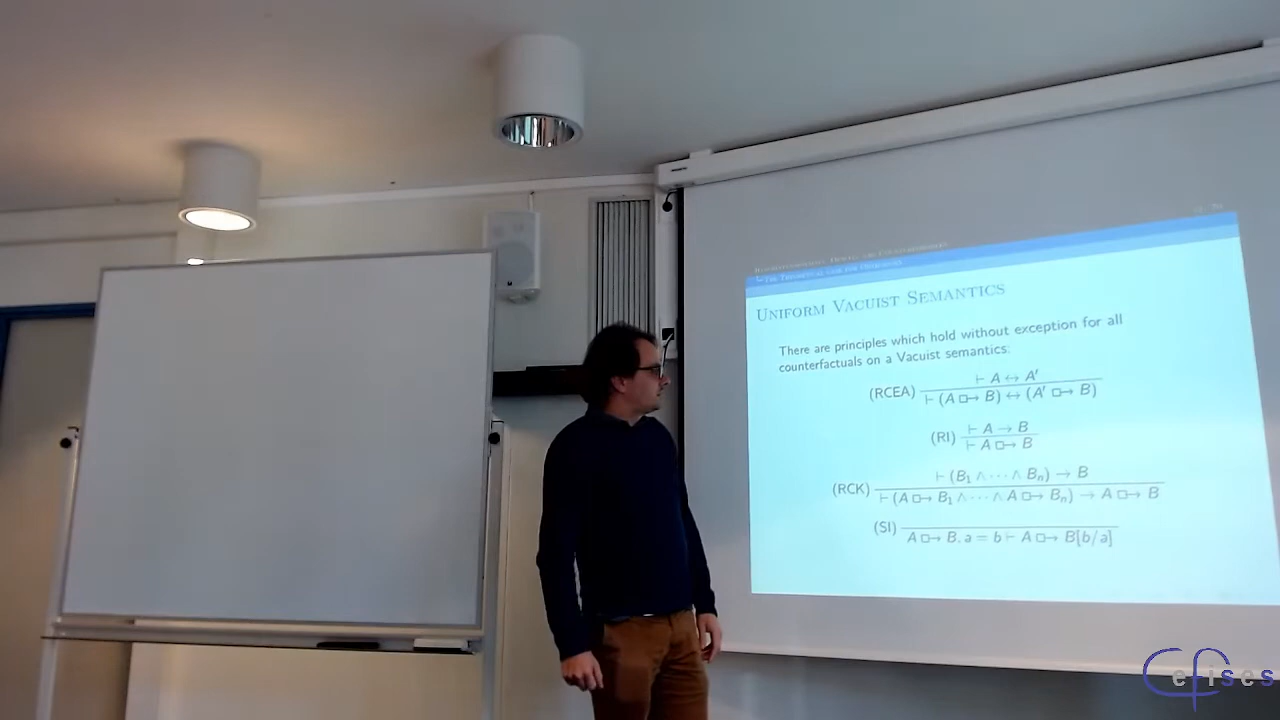 UNIFORM VACUIST SEMANTICS
There are principles which hold without exception for all
counterfactuals on a Vacuist semantics:
(RCEA) ⊢ A ↔ A′
⊢ (A □→ B) ↔ (A′ □→ B)
(RI) ⊢ A → B
⊢ A □→ B
(RCK) ⊢ (B₁ ∧ ⋯ ∧ Bₙ) → B
⊢ (A □→ B₁ ∧ ⋯ ∧ A □→ Bₙ) → A □→ B
(SI)
A □→ B, a = b ⊢ A □→ B[b/a]
Cefises